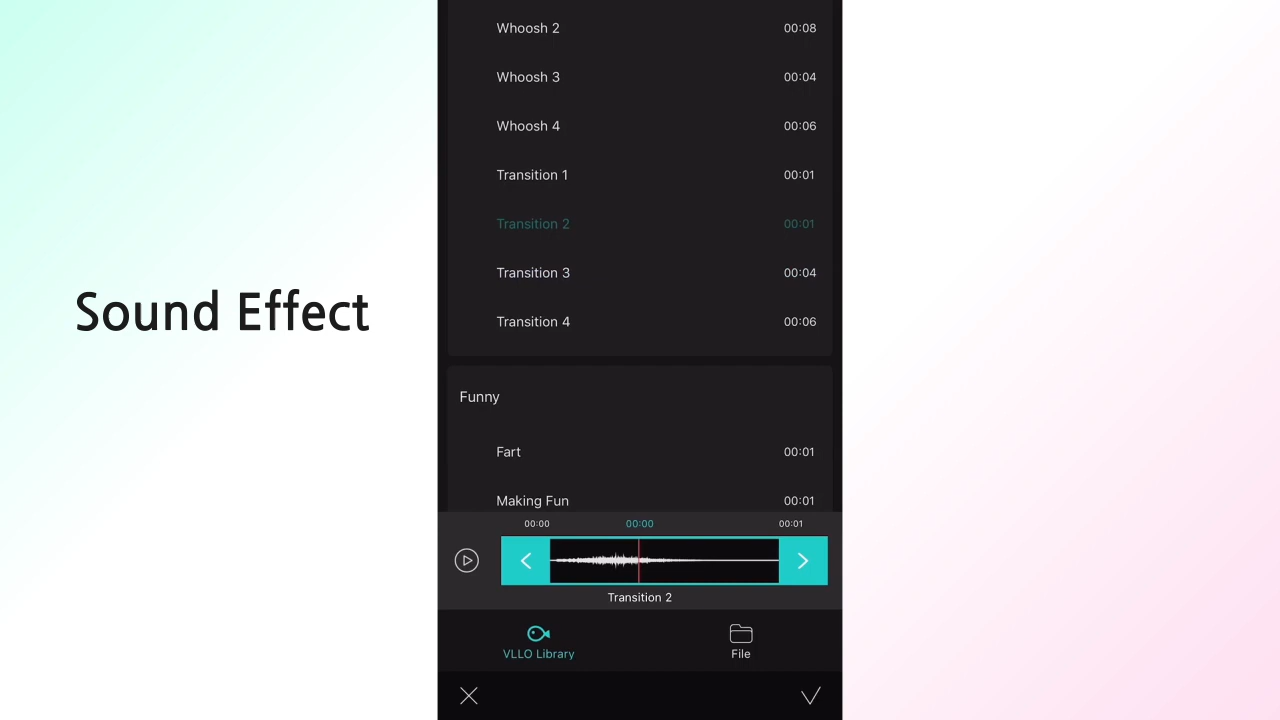 Sound Effect
Whoosh 2 00:08
Whoosh 3 00:04
Whoosh 4 00:06
Transition 1 00:01
Transition 2 00:01
Transition 3 00:04
Transition 4 00:06
Funny
Fart 00:01
Making Fun 00:01
00:00 00:00 00:01
Transition 2
VLLO Library File